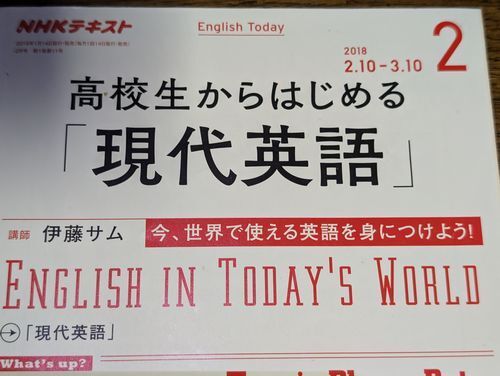 NHKテキスト
English Today
2018
2.10-3.10
2
高校生からはじめる
「現代英語」
講師 伊藤サム
今、世界で使える英語を身につけよう!
ENGLISH IN TODAY'S WORLD
→「現代英語」
What's up?